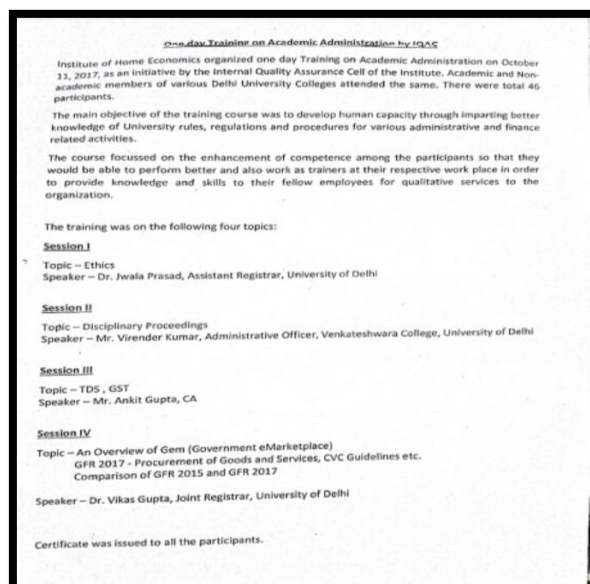 One day Training on Academic Administration by IQAC
Institute of Home Economics organized one day Training on Academic Administration on October
11, 2017, as an initiative by the Internal Quality Assurance Cell of the Institute. Academic and Non-
academic members of various Delhi University Colleges attended the same. There were total 46
participants.
The main objective of the training course was to develop human capacity through imparting better
knowledge of University rules, regulations and procedures for various administrative and finance
related activities.
The course focussed on the enhancement of competence among the participants so that they
would be able to perform better and also work as trainers at their respective work place in order
to provide knowledge and skills to their fellow employees for qualitative services to the
organization.
The training was on the following four topics:
Session I
Topic – Ethics
Speaker – Dr. Jwala Prasad, Assistant Registrar, University of Delhi
Session II
Topic – Disciplinary Proceedings
Speaker – Mr. Virender Kumar, Administrative Officer, Venkateshwara College, University of Delhi
Session III
Topic – TDS , GST
Speaker – Mr. Ankit Gupta, CA
Session IV
Topic – An Overview of Gem (Government eMarketplace)
GFR 2017 - Procurement of Goods and Services, CVC Guidelines etc.
Comparison of GFR 2015 and GFR 2017
Speaker – Dr. Vikas Gupta, Joint Registrar, University of Delhi
Certificate was issued to all the participants.